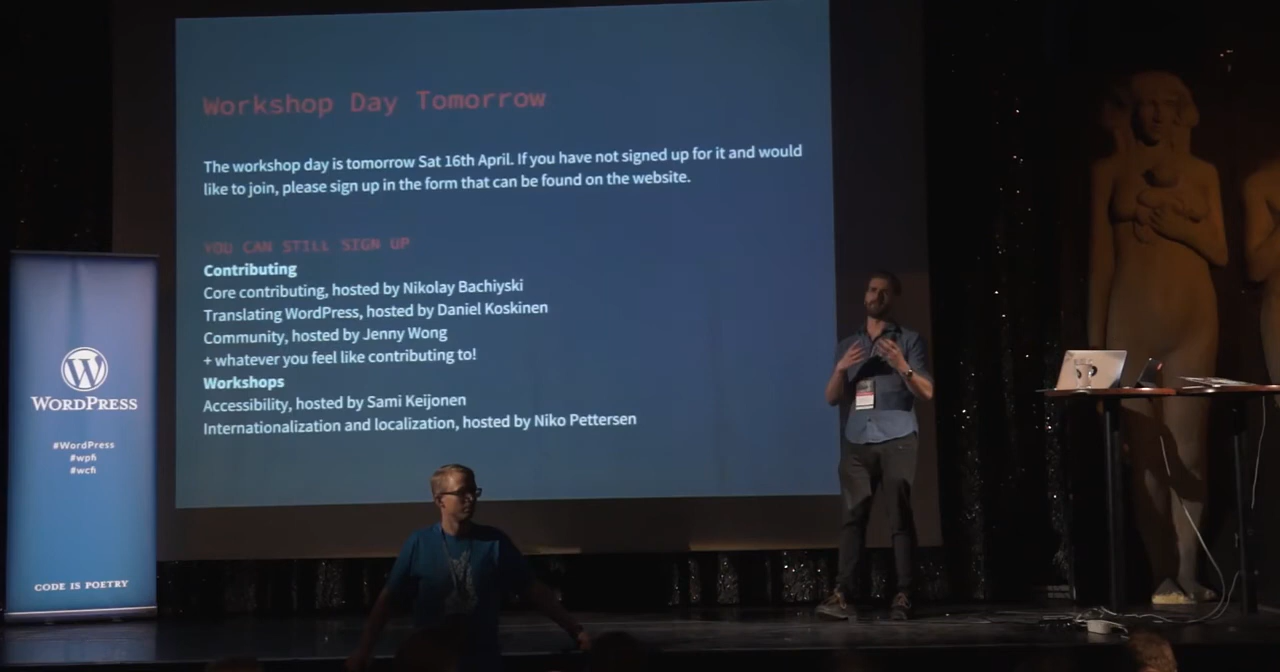 Workshop Day Tomorrow
The workshop day is tomorrow Sat 16th April. If you have not signed up for it and would
like to join, please sign up in the form that can be found on the website.
YOU CAN STILL SIGN UP
Contributing
Core contributing, hosted by Nikolay Bachiyski
Translating WordPress, hosted by Daniel Koskinen
Community, hosted by Jenny Wong
+ whatever you feel like contributing to!
Workshops
Accessibility, hosted by Sami Keijonen
Internationalization and localization, hosted by Niko Pettersen
W
WORDPRESS
#WordPress
#wpfi
#wcfi
CODE IS POETRY